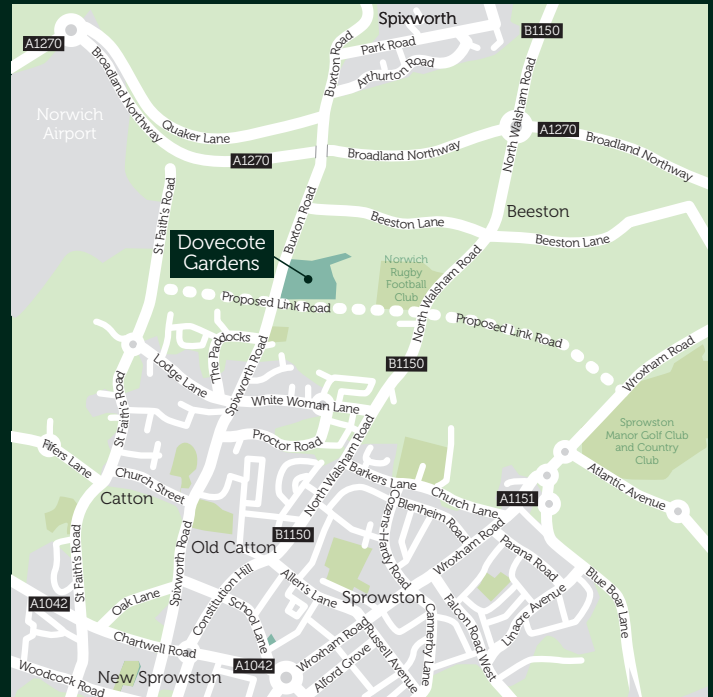 Spixworth
B1150
A1270
Park Road
Buxton Road
Arthurton Road
Broadland Northway
North Walsham Road
Norwich
Airport
Quaker Lane
A1270
Broadland Northway
A1270
Broadland Northway
St Faith's Road
Buxton Road
Beeston
Beeston Lane
Beeston Lane
Dovecote
Gardens
Norwich
Rugby
Football
Club
North Walsham Road
Proposed Link Road
Proposed Link Road
The Paddocks
Spixworth Road
B1150
Wroxham Road
Lodge Lane
St Faith's Road
White Woman Lane
Sprowston
Manor Golf Club
and Country
Club
Proctor Road
North Walsham Road
Fifers Lane
Church Street
Barkers Lane
Church Lane
Atlantic Avenue
Catton
Cozens-Hardy Road
Blenheim Road
A1151
Wroxham Road
St Faith's Road
Spixworth Road
B1150
Old Catton
Parana Road
Constitution Hill
Allen's Lane
Blue Boar Lane
Oak Lane
School Lane
Sprowston
Linacre Avenue
A1042
Cannerby Lane
Falcon Road West
Chartwell Road
Wroxham Road
Russell Avenue
Alford Grove
A1042
Woodcock Road
New Sprowston